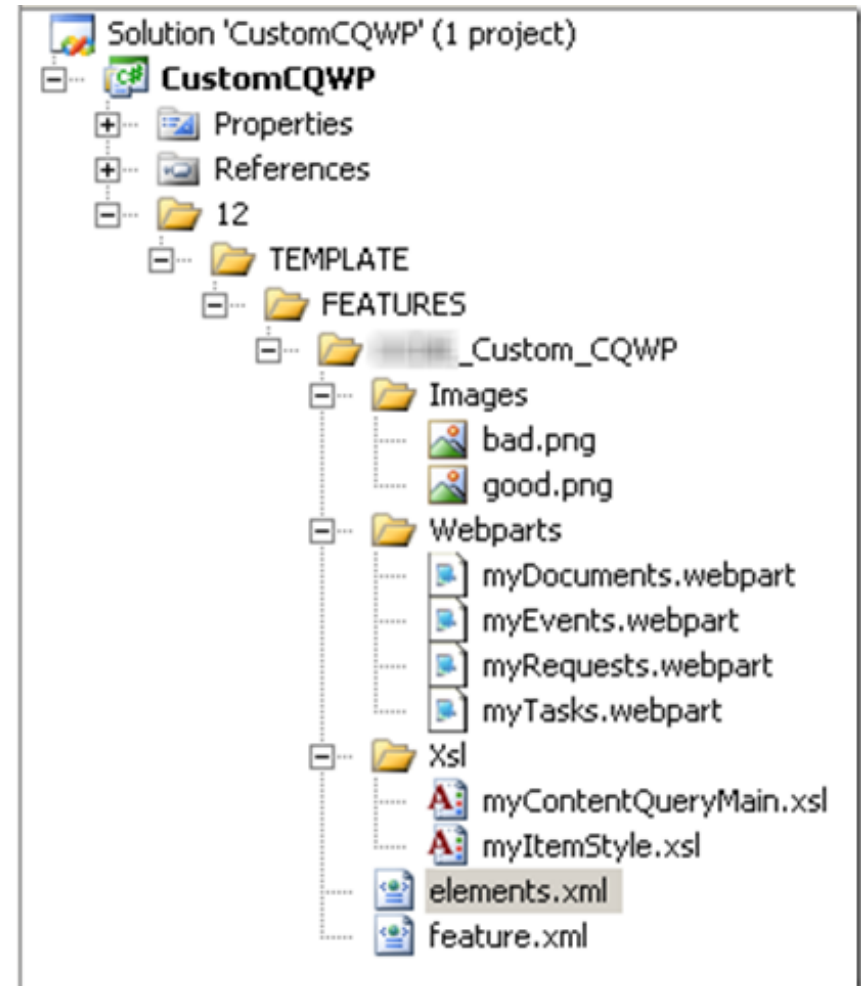 Solution 'CustomCQWP' (1 project)
CustomCQWP
Properties
References
12
TEMPLATE
FEATURES
_Custom_CQWP
Images
bad.png
good.png
Webparts
myDocuments.webpart
myEvents.webpart
myRequests.webpart
myTasks.webpart
Xsl
myContentQueryMain.xsl
myItemStyle.xsl
elements.xml
feature.xml